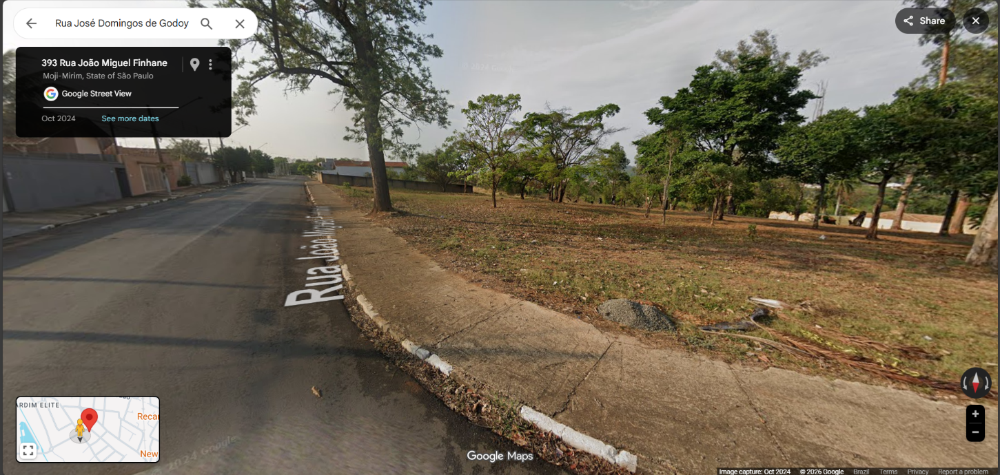 Rua José Domingos de Godoy
Share
393 Rua João Miguel Finhane
Moji-Mirim, State of São Paulo
Google Street View
Oct 2024
See more dates
Rua João Miguel
ARDIM ELITE
Recar
New
2024 Google
Google Maps
Image capture: Oct 2024
© 2026 Google
Brazil
Terms
Privacy
Report a problem